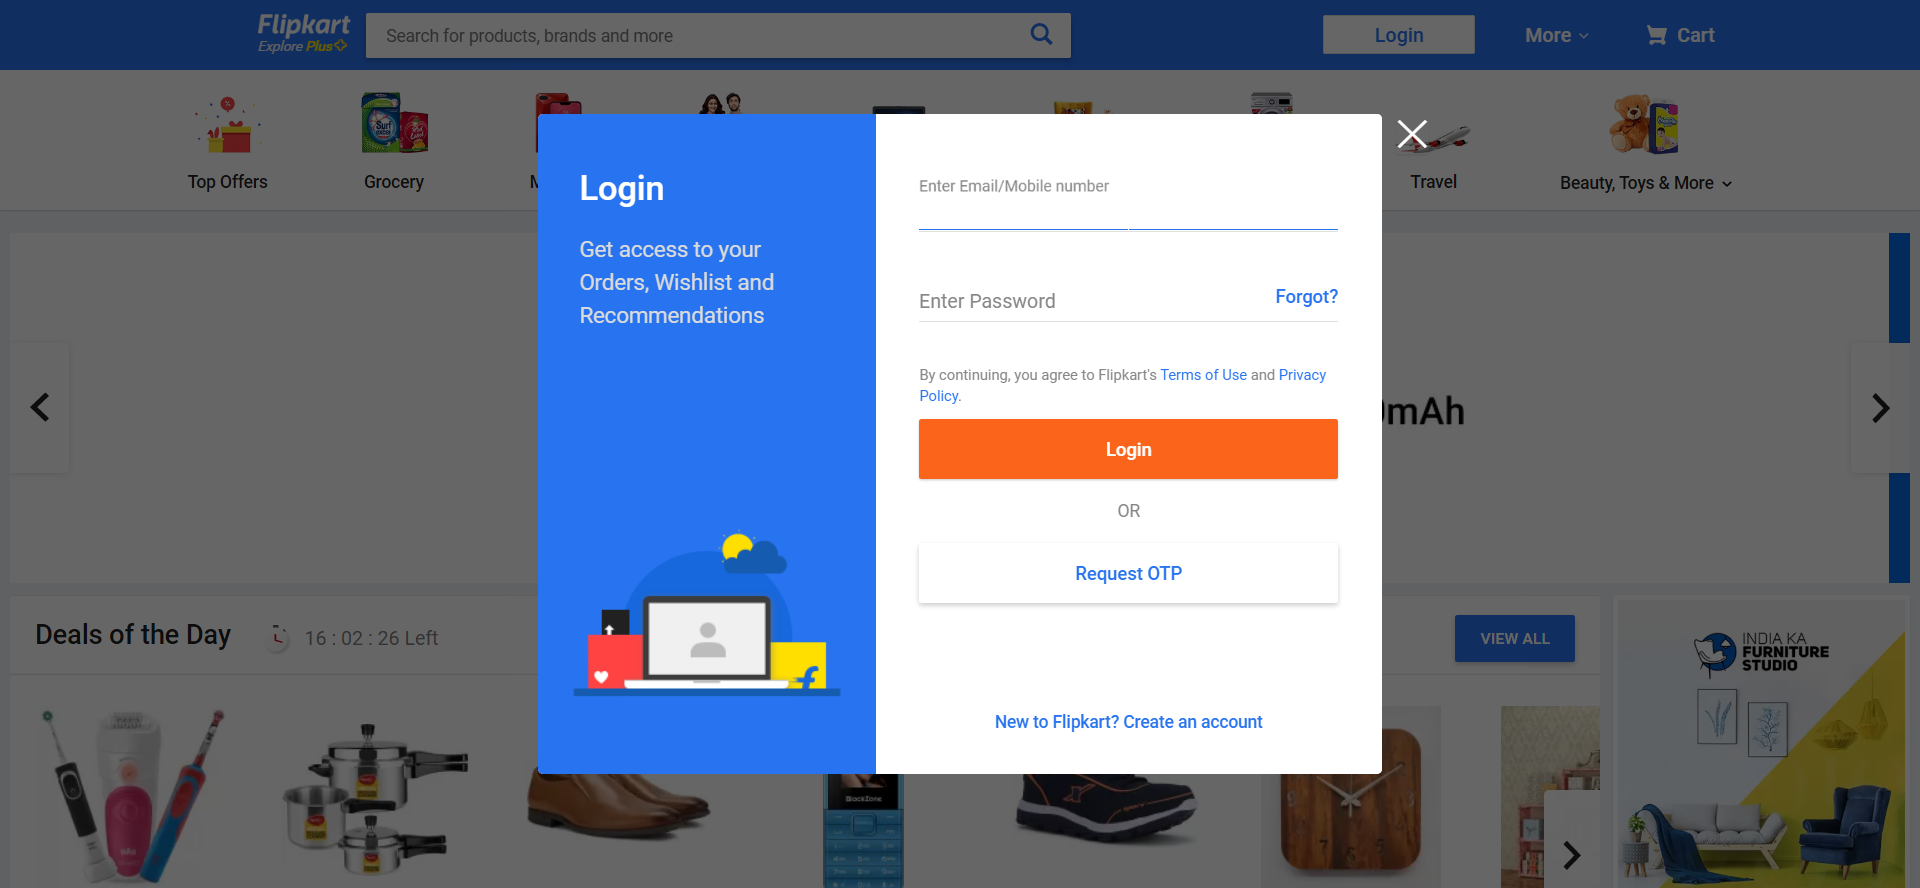 Flipkart
Explore Plus
Search for products, brands and more
Login
More
Cart
Top Offers
Grocery
Travel
Beauty, Toys & More
Surf excel
Login
Get access to your
Orders, Wishlist and
Recommendations
Enter Email/Mobile number
Enter Password
Forgot?
By continuing, you agree to Flipkart's Terms of Use and Privacy
Policy.
Login
OR
Request OTP
New to Flipkart? Create an account
mAh
Deals of the Day
16 : 02 : 26 Left
VIEW ALL
INDIA KA
FURNITURE
STUDIO
BlackZone